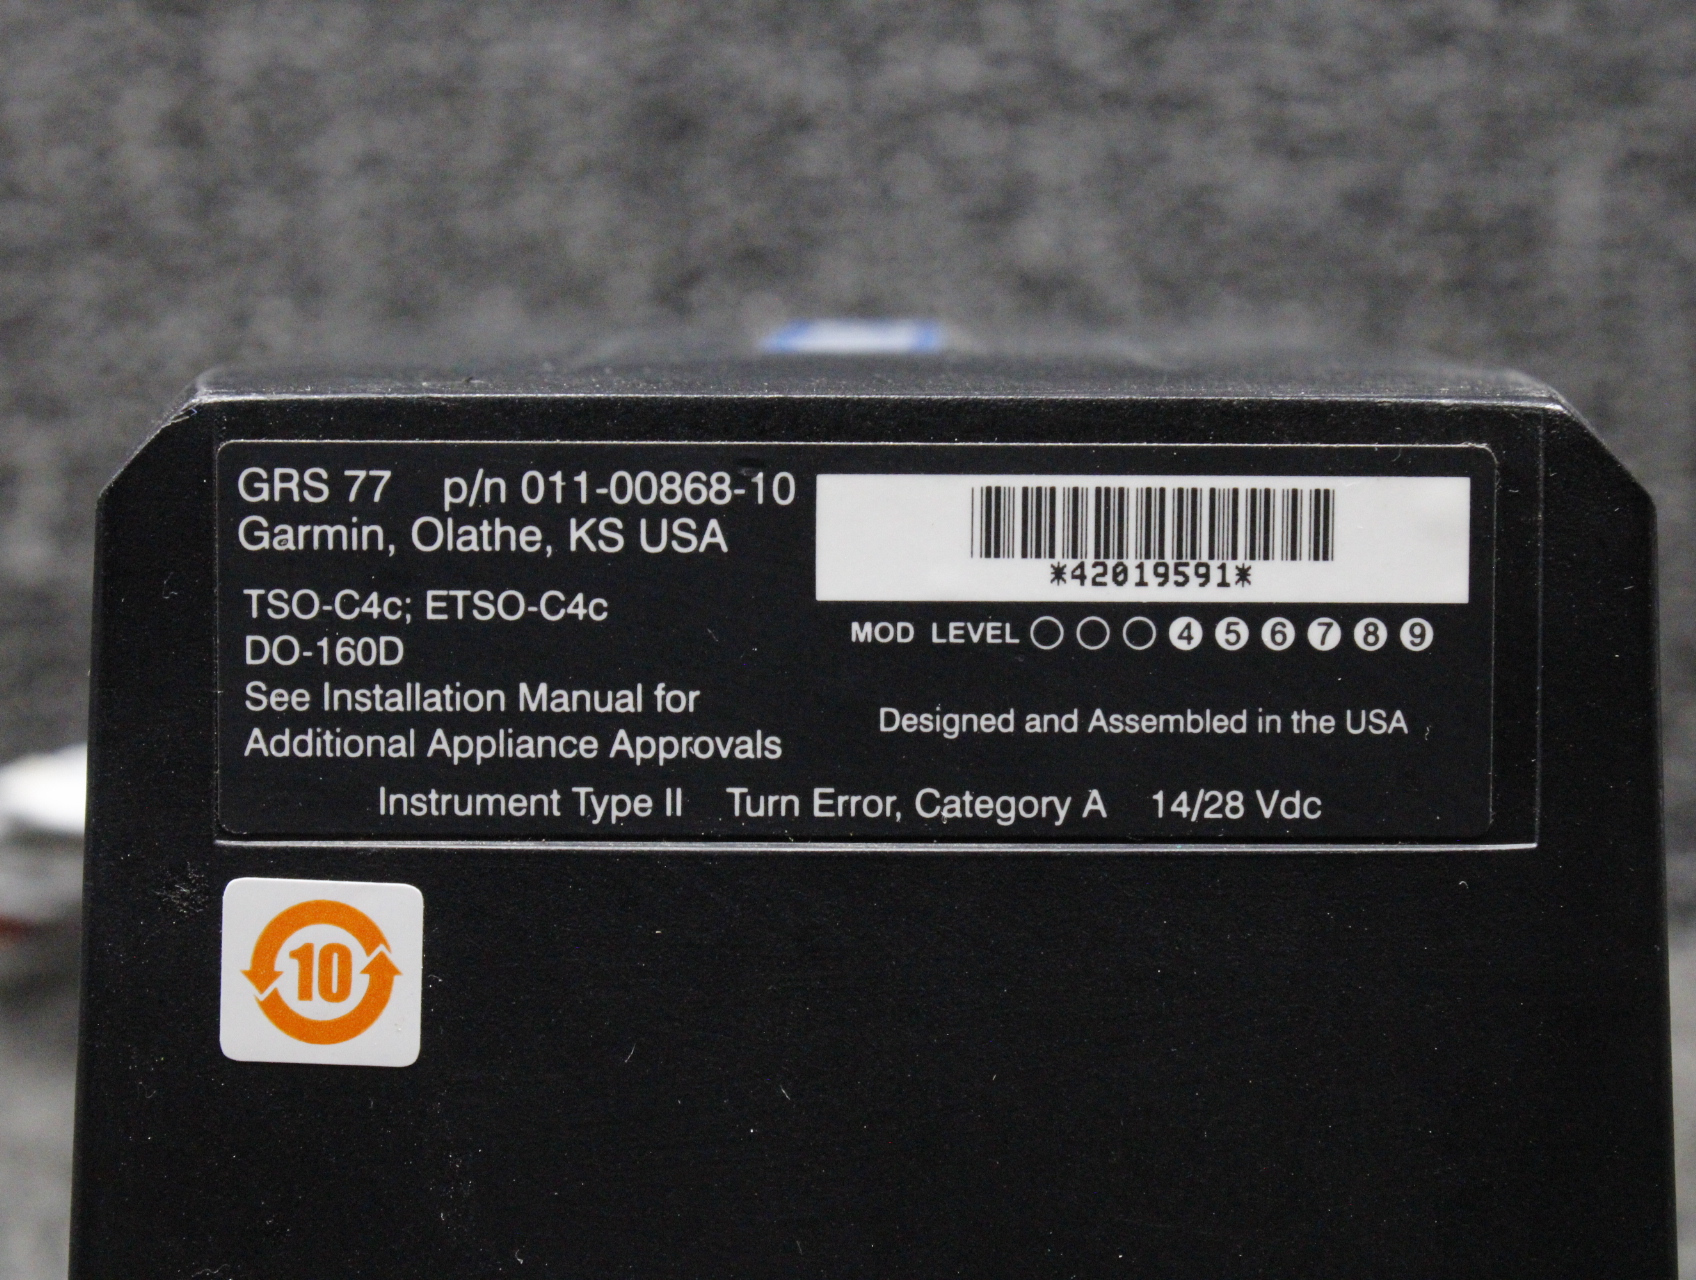 GRS 77 p/n 011-00868-10
Garmin, Olathe, KS USA
TSO-C4c; ETSO-C4c
DO-160D
See Installation Manual for
Additional Appliance Approvals
*42019591*
MOD LEVEL 4 5 6 7 8 9
Designed and Assembled in the USA
Instrument Type II Turn Error, Category A 14/28 Vdc
10